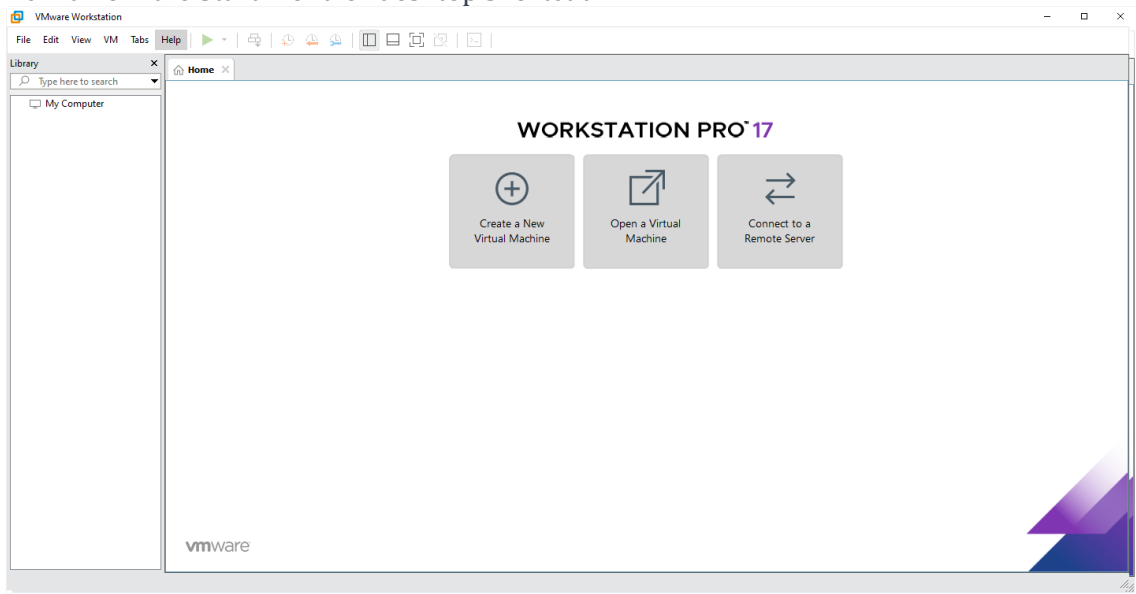 VMware Workstation
File Edit View VM Tabs Help
Library
Type here to search
My Computer
Home
WORKSTATION PRO™ 17
Create a New
Virtual Machine
Open a Virtual
Machine
Connect to a
Remote Server
vmware